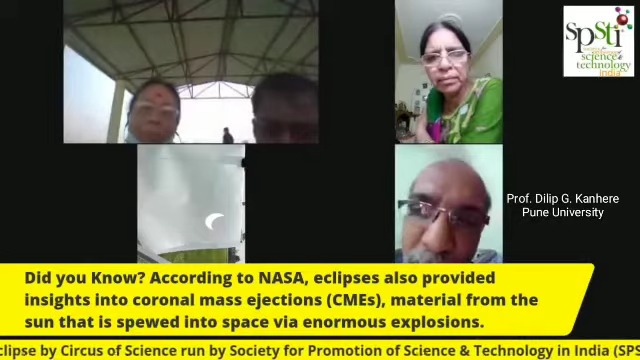 spsti
science &
technology
India
Prof. Dilip G. Kanhere
Pune University
Did you Know? According to NASA, eclipses also provided
insights into coronal mass ejections (CMEs), material from the
sun that is spewed into space via enormous explosions.
clipse by Circus of Science run by Society for Promotion of Science & Technology in India (SPS